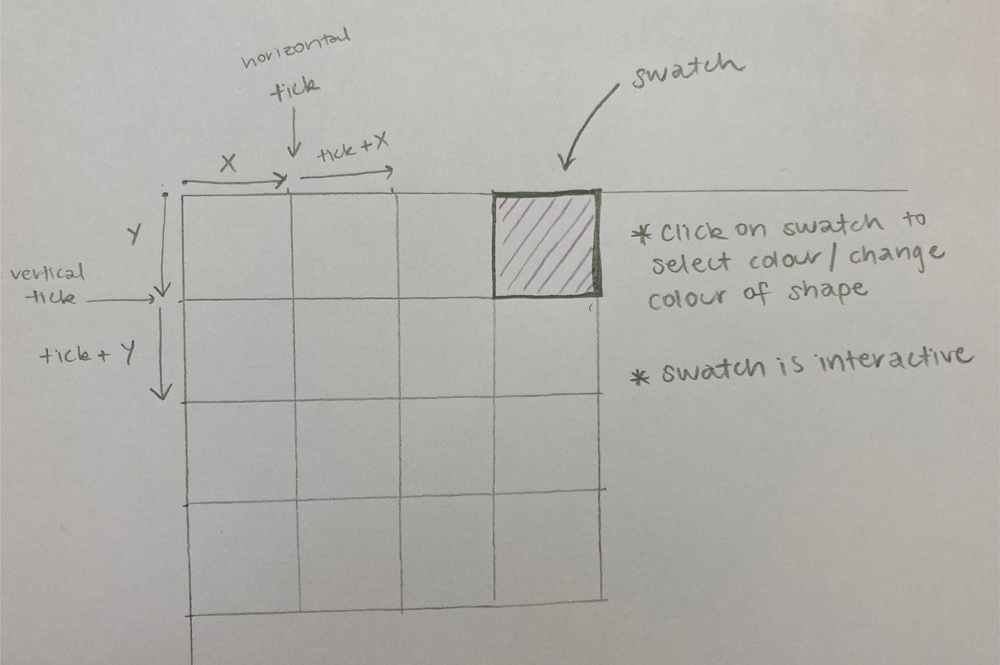 horizontal
tick
swatch
X
tick+X
Y
vertical
tick
tick + Y
* Click on swatch to
select colour/change
colour of shape
* swatch is interactive